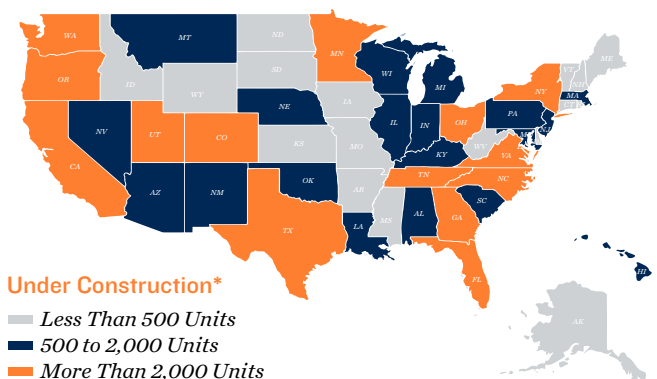 WA
MT
ND
MN
ME
VT
NH
OR
ID
SD
WI
MI
NY
MA
CT
WY
IA
PA
NJ
NE
NV
UT
CO
IL
IN
OH
WV
VA
KS
MO
KY
CA
NC
TN
AZ
NM
OK
AR
SC
MS
AL
GA
TX
LA
FL
HI
AK
Under Construction*
Less Than 500 Units
500 to 2,000 Units
More Than 2,000 Units